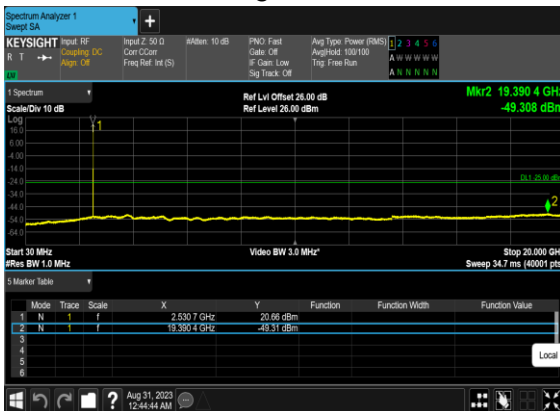 Spectrum Analyzer 1
Swept SA
+
KEYSIGHT
R T
LV
Input: RF
Coupling: DC
Align: Off
Input Z: 50 Ω
Corr CCorr
Freq Ref: Int (S)
#Atten: 10 dB
PNO: Fast
Gate: Off
IF Gain: Low
Sig Track: Off
Avg Type: Power (RMS)
Avg|Hold: 100/100
Trig: Free Run
1 2 3 4 5 6
A W W W W W
A N N N N N
1 Spectrum
Scale/Div 10 dB
Ref Lvl Offset 26.00 dB
Ref Level 26.00 dBm
Mkr2 19.390 4 GHz
-49.308 dBm
Log
16.0
6.00
-4.00
-14.0
-24.0
-34.0
-44.0
-54.0
-64.0
1
DL1 -25.00 dBm
2
Start 30 MHz
#Res BW 1.0 MHz
Video BW 3.0 MHz*
Stop 20.000 GH
Sweep 34.7 ms (40001 pts
5 Marker Table
Mode Trace Scale X Y Function Function Width Function Value
1 N 1 f 2.530 7 GHz 20.66 dBm
2 N 1 f 19.390 4 GHz -49.31 dBm
3
4
5
6
Local
?
Aug 31, 2023
12:44:44 AM